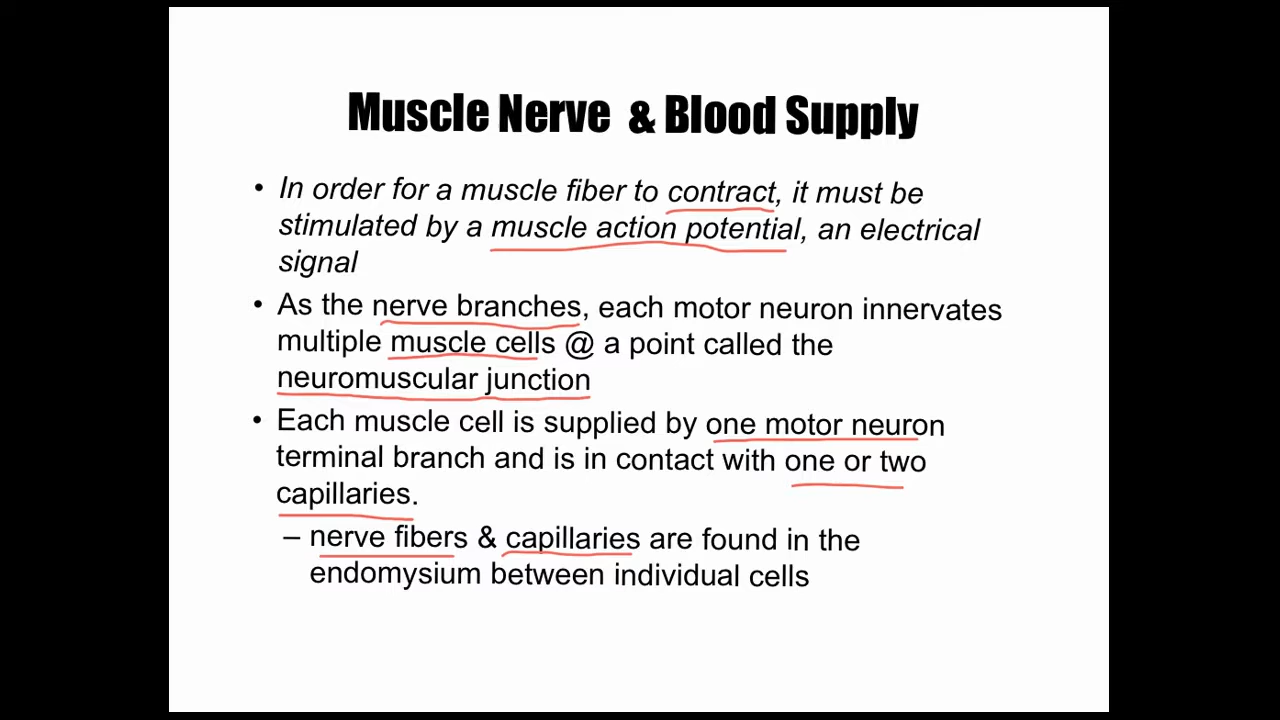 Muscle Nerve & Blood Supply
• In order for a muscle fiber to contract, it must be
stimulated by a muscle action potential, an electrical
signal
• As the nerve branches, each motor neuron innervates
multiple muscle cells @ a point called the
neuromuscular junction
• Each muscle cell is supplied by one motor neuron
terminal branch and is in contact with one or two
capillaries.
– nerve fibers & capillaries are found in the
endomysium between individual cells